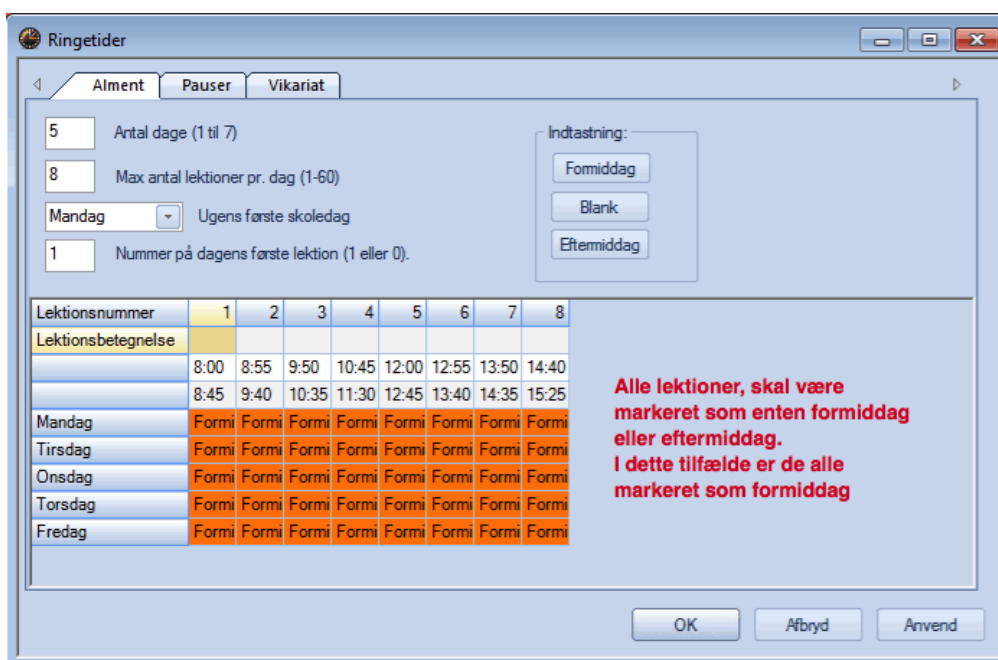 Ringetider
Alment Pauser Vikariat
5 Antal dage (1 til 7)
8 Max antal lektioner pr. dag (1-60)
Mandag Ugens første skoledag
1 Nummer på dagens første lektion (1 eller 0).
Indtastning:
Formiddag
Blank
Eftermiddag
Lektionsnummer 1 2 3 4 5 6 7 8
Lektionsbetegnelse
8:00 8:55 9:50 10:45 12:00 12:55 13:50 14:40
8:45 9:40 10:35 11:30 12:45 13:40 14:35 15:25
Mandag Formi Formi Formi Formi Formi Formi Formi Formi
Tirsdag Formi Formi Formi Formi Formi Formi Formi Formi
Onsdag Formi Formi Formi Formi Formi Formi Formi Formi
Torsdag Formi Formi Formi Formi Formi Formi Formi Formi
Fredag Formi Formi Formi Formi Formi Formi Formi Formi
Alle lektioner, skal være
markeret som enten formiddag
eller eftermiddag.
I dette tilfælde er de alle
markeret som formiddag
OK Afbryd Anvend